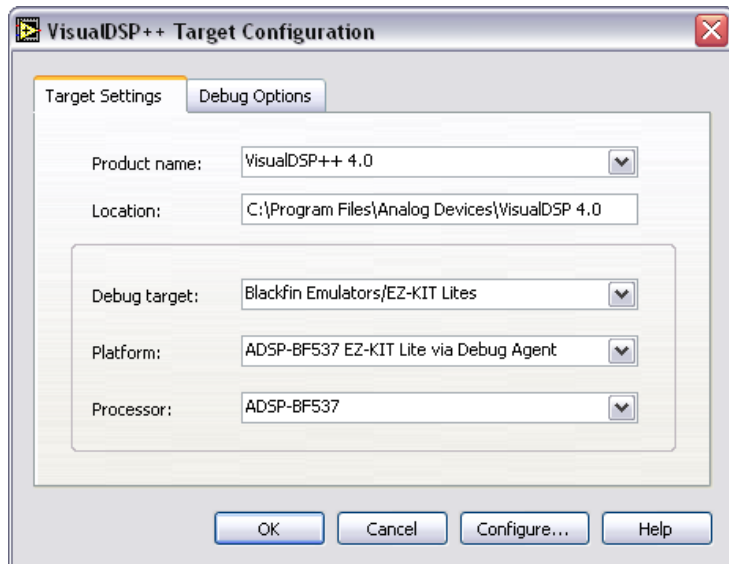 VisualDSP++ Target Configuration
Target Settings
Debug Options
Product name: VisualDSP++ 4.0
Location: C:\Program Files\Analog Devices\VisualDSP 4.0
Debug target: Blackfin Emulators/EZ-KIT Lites
Platform: ADSP-BF537 EZ-KIT Lite via Debug Agent
Processor: ADSP-BF537
OK Cancel Configure... Help